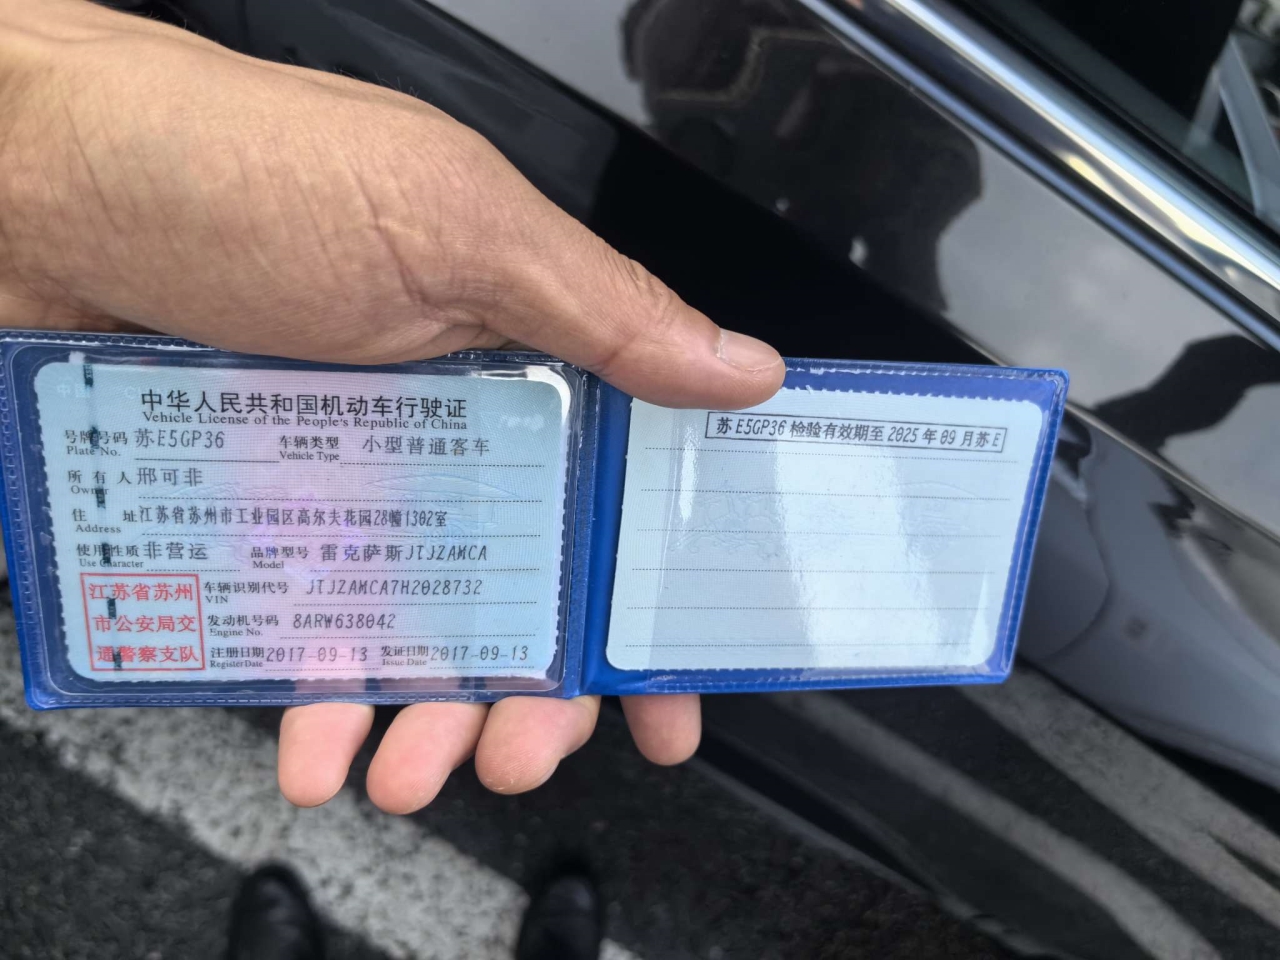 中华人民共和国机动车行驶证
Vehicle License of the People's Republic of China
号牌号码 苏E5GP36 车辆类型 小型普通客车
Plate No. Vehicle Type
所有人 邢可非
Owner
住址 江苏省苏州市工业园区高尔夫花园28幢1302室
Address
使用性质 非营运 品牌型号 雷克萨斯JTJZAMCA
Use Character Model
江苏省苏州
市公安局交
通警察支队
车辆识别代号 JTJZAMCA7H2028732
VIN
发动机号码 8ARW638042
Engine No.
注册日期 2017-09-13 发证日期 2017-09-13
Register Date Issue Date
苏E5GP36 检验有效期至 2025年09月苏E